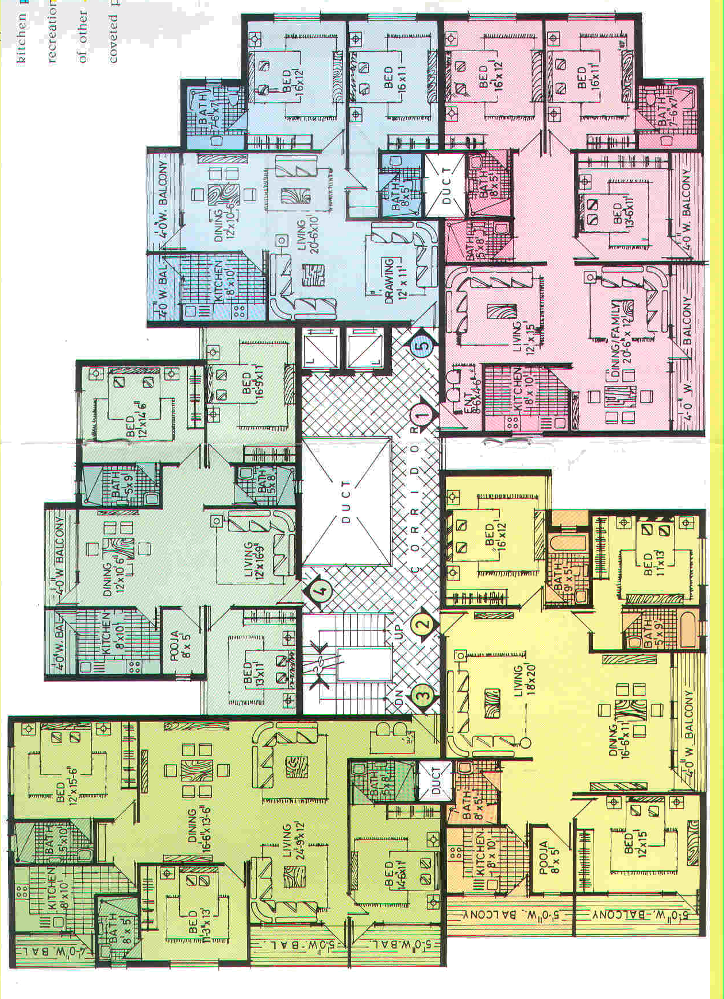 kitchen
recreation
of other
coveted p
BATH
7'-6"x7'
BED
16'x12'
BED
16'x11'
BED
16'x12'
BED
16'x11'
BATH
7'-6"x7'
4'-0"W. BALCONY
DINING
12'x10'-6"
LIVING
20'-6"x10'
BATH
8'x5'
DUCT
BATH
8'x5'
BATH
5'x8'
BED
13'-6"x11'
4'-0"W. BALCONY
4'-0"W. BAL
KITCHEN
8'x10'
DRAWING
12'x11'
LIVING
12'x15'
DINING/FAMILY
20'-6"x12'
4'-0" W. BALCONY
ENT
8'-6"x4'-6"
KITCHEN
8'x10'
L
L
5
1
BED
12'x14'6"
BED
16'-9"x11'
BATH
5'x9'
BATH
5'x8'
4'-0"W BALCONY
DINING
12'x10'6"
LIVING
12'x16'-9"
4'-0"W. BAL
KITCHEN
8'x10'
POOJA
8'x5'
BED
13'x11'
DUCT
CORRIDOR
4
2
UP
DN
3
BED
16'x12'
BATH
9'x5'
BED
11'x13'
BATH
5'x9'
LIVING
18'x20'
DINING
16'-6"x11'
4'-0"W. BALCONY
BATH
8'x5'
KITCHEN
8'x10'
POOJA
8'x5'
BED
12'x15'
5'-0"W. BALCONY
5'-0"W. BALCONY
BED
12'x15'-6"
BATH
5'x10'
DINING
16'-6"x13'-6"
LIVING
24'-9"x12'
BATH
5'x8'
DUCT
BED
14'-6"x11'
KITCHEN
8'x10'
BATH
8'x5'
BED
11'-3"x13'
4'-0"W. BAL
5'-0"W. BAL.
5'-0"W. BAL.